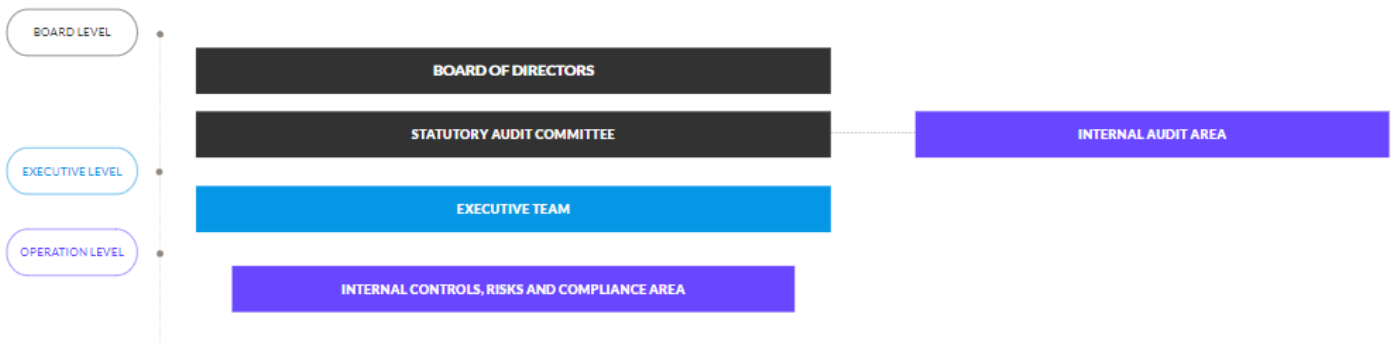 BOARD LEVEL
BOARD OF DIRECTORS
STATUTORY AUDIT COMMITTEE
INTERNAL AUDIT AREA
EXECUTIVE LEVEL
EXECUTIVE TEAM
OPERATION LEVEL
INTERNAL CONTROLS, RISKS AND COMPLIANCE AREA